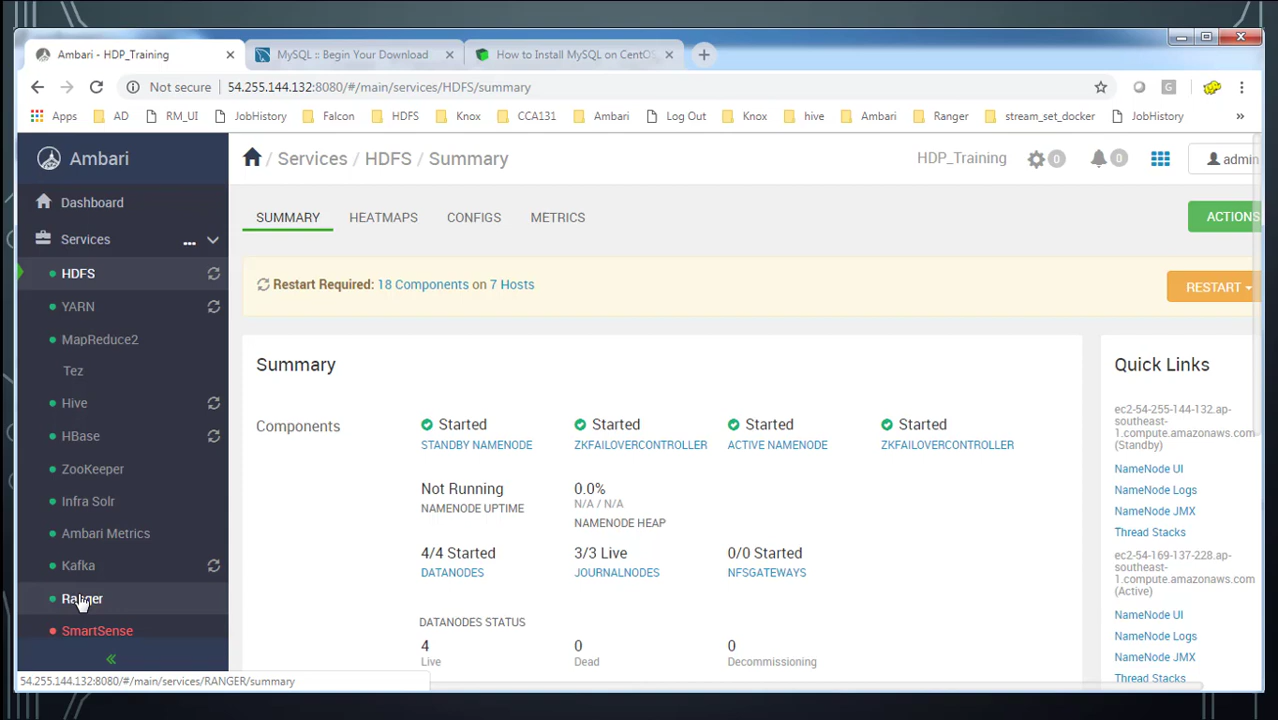 Ambari - HDP_Training
MySQL :: Begin Your Download
How to Install MySQL on CentOS
Not secure
54.255.144.132:8080/#/main/services/HDFS/summary
G
Apps
AD
RM_UI
JobHistory
Falcon
HDFS
Knox
CCA131
Ambari
Log Out
Knox
hive
Ambari
Ranger
stream_set_docker
JobHistory
»
Ambari
/ Services / HDFS / Summary
HDP_Training
0
0
admin
Dashboard
Services
...
HDFS
YARN
MapReduce2
Tez
Hive
HBase
ZooKeeper
Infra Solr
Ambari Metrics
Kafka
Ranger
SmartSense
«
54.255.144.132:8080/#/main/services/RANGER/summary
SUMMARY
HEATMAPS
CONFIGS
METRICS
ACTIONS
Restart Required: 18 Components on 7 Hosts
RESTART
Summary
Components
Started
STANDBY NAMENODE
Started
ZKFAILOVERCONTROLLER
Started
ACTIVE NAMENODE
Started
ZKFAILOVERCONTROLLER
Not Running
NAMENODE UPTIME
0.0%
N/A / N/A
NAMENODE HEAP
4/4 Started
DATANODES
3/3 Live
JOURNALNODES
0/0 Started
NFSGATEWAYS
DATANODES STATUS
4
Live
0
Dead
0
Decommissioning
Quick Links
ec2-54-255-144-132.ap-
southeast-
1.compute.amazonaws.com
(Standby)
NameNode UI
NameNode Logs
NameNode JMX
Thread Stacks
ec2-54-169-137-228.ap-
southeast-
1.compute.amazonaws.com
(Active)
NameNode UI
NameNode Logs
NameNode JMX
Thread Stacks